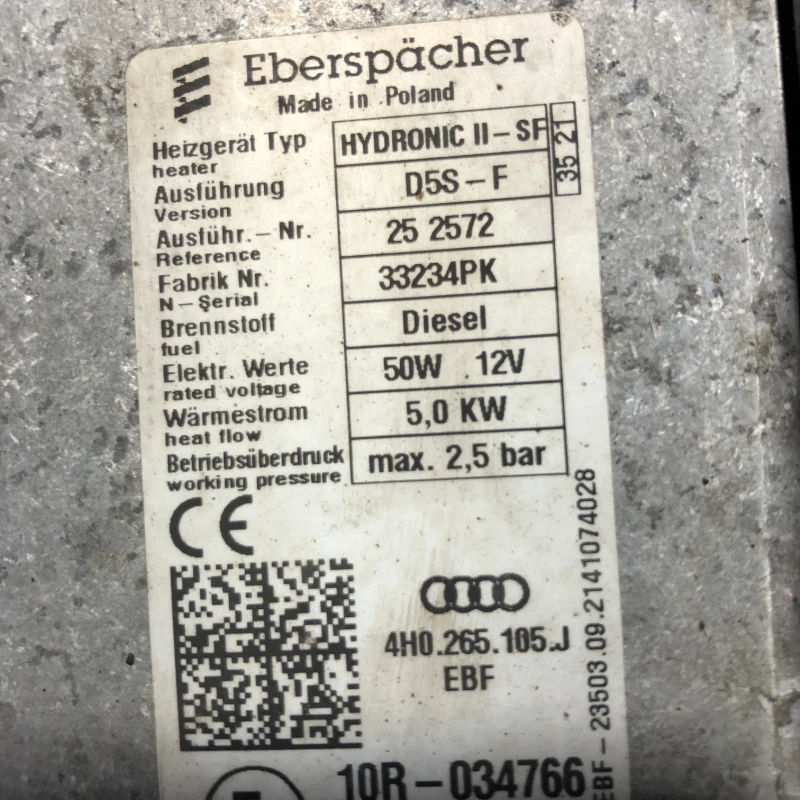 Eberspächer
Made in Poland
Heizgerät Typ HYDRONIC II – SF
heater
35 21
Ausführung D5S – F
Version
Ausführ. – Nr. 25 2572
Reference
Fabrik Nr. 33234PK
N – Serial
Brennstoff Diesel
fuel
Elektr. Werte 50W 12V
rated voltage
Wärmestrom 5,0 KW
heat flow
Betriebsüberdruck max. 2,5 bar
working pressure
CE
4H0.265.105.J
EBF
EBF – 23503.09.2141074028
10R – 034766